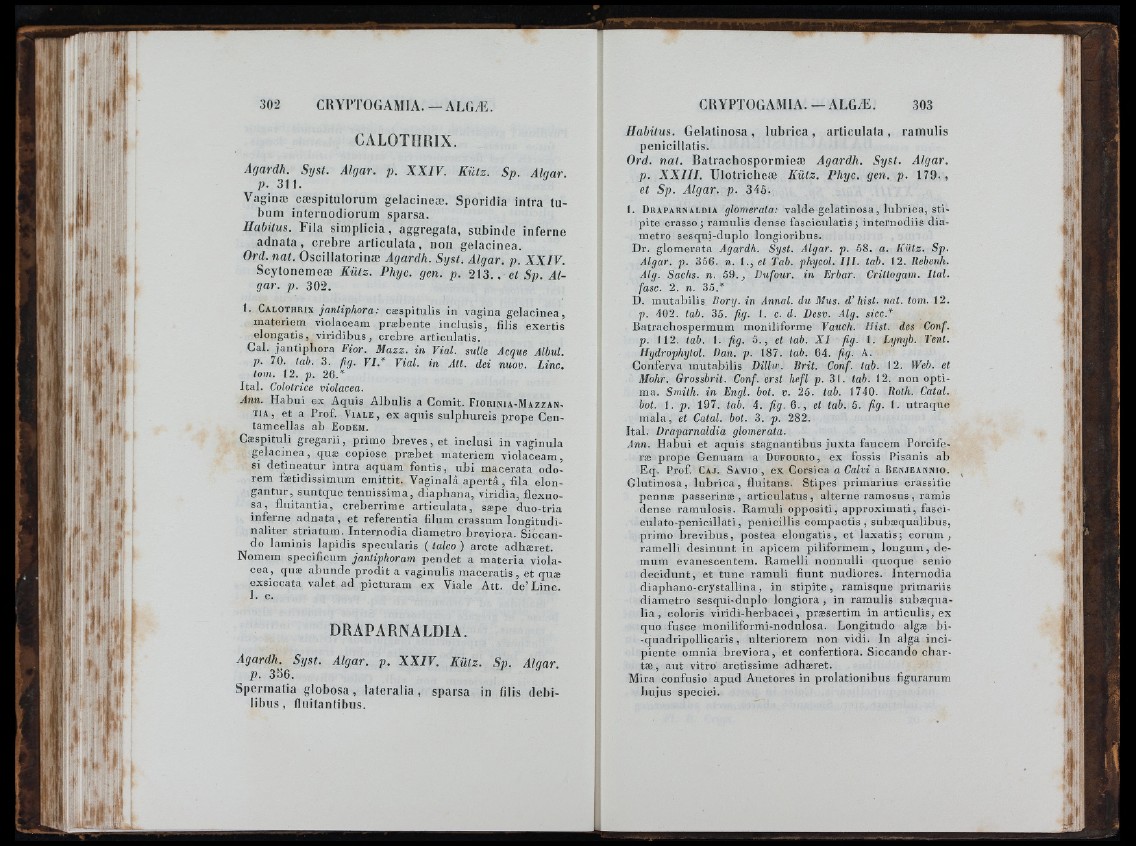 302 CRYPTOGAMIA. — ALGÆ.
CALOTHRIX.
Agardh. Syst. Algar. p. XXIV. Kütz. Sp. Algar.
p. 311.
Vaginæ cæspitulorum gelacineæ. Sporidia intra tu-
bum internodiorum sparsa.
Habitus. Fila simplicia, aggregata, subinde inferne
adnata, crebre articulata, non gelacinea.
Ord. nat. Oscillatorinæ Agardh. Syst. Algar. p. XXIV.
Scytonemeæ Kütz. Phyc. gen. p. 213., et Sp. Al-
gar. p. 302.
1. CALOTHRIX jantiphora: cæspitulis in vagina gelacinea,
materiem violaceam præbente inclusis, filis exertis
elongatis, viridibus, crebre articulatis.
Cal. jantiphora Fior. Mazz. in Vial. sulle Acque Albul.
p. 70. tab. 3. fig. VI.* Vial. in Att. dei nuov. Linc.
tom. 12. p. 26.*
Ital. Colotrice violacea.
Ann. Habui ex Aquis Albulis a Comit. FIORINIA-MAZZAN-
TIA, et a Prof. VIALE, ex aquis sulphureis prope Cen-
tamcellas ab EODEM.
Cæspituli gregarii, primo breves, et inclusi in vaginula
gelacinea, quæ copiose præbet materiem violaceam,
si detineatur intra aquam fontis, ubi macerata odo-
rem fætidissimum emittit. Vaginalâ apertâ, fila elon-
gantur, suntque tenuissima, diaphana, viridia, flexuo-
sa, fluitantia, creberrime articulata, sæpe duo-tria
inferne adnata, et referentia filum crassum longitudi-
naliter striatum. Internodia diametro breviora. Siccan-
do laminis lapidis specularis (talco) arcte adhæret.
Nomem specificum jantiphoram pendet a materia viola-
cea, quæ abunde prodit a vaginulis maceratis, et quæ
exsiccata valet ad picturam ex Viale Att. de' Linc.
l. c.
DRAPARNALDIA.
Agardh. Syst. Algar. p. XXIV. Kütz. Sp. Algar.
p. 356.
Spermatia globosa, lateralia, sparsa in filis debi-
libus, fluitantibus.
CRYPTOGAMIA. — ALGÆ. 303
Habitus. Gelatinosa, lubrica, articulata, ramulis
penicillatis.
Ord. nat. Batrachospormieæ Agardh. Syst. Algar.
p. XXIII. Ulotricheæ Kütz. Phyc. gen. p. 179.,
et Sp. Algar. p. 345.
1. DRAPARNALDIA glomerata: valde gelatinosa, lubrica, sti-
pite crasso; ramulis dense fasciculatis; internodiis dia-
metro sesqui-duplo longioribus.
Dr. glomerata Agardh. Syst. Algar. p. 58. a. Kütz. Sp.
Algar. p. 356. n. 1., et Tab. phycol. III. tab. 12. Rebenh.
Alg. Sachs. n. 59., Dufour. in Erbar. Crittogam. Ital.
fasc. 2. n. 35.*
D. mutabilis Bory. in Annal. du Mus. d'hist. nat. tom. 12.
p. 402. tab. 35. fig. 1. c. d. Desv. Alg. sicc.*
Batrachospermum moniliforme Vauch. Hist. des Conf.
p. 112. tab. 1. fig. 5., et tab. XI fig. 1. Lyngb. Tent.
Hydrophytol. Dan. p. 187. tab. 64. fig. A.
Conferva mutabilis Dillw. Brit. Conf. tab. 12. Web. et
Mohr. Grossbrit. Conf. erst heft p. 31. tab. 12. non opti-
ma. Smith. in Engl. bot. v. 25. tab. 1740. Roth. Catal.
bot. 1. p. 197. tab. 4. fig. 6., et tab. 5. fig. 1. utraque
mala, et Catal. bot. 3. p. 282.
Ital. Draparnaldia glomerata.
Ann. Habui et aquis stagnantibus juxta faucem Porcife-
ræ prope Genuam a DUFOURIO, ex fossis Pisanis ab
Eq. Prof. CAJ. SAVIO, ex Corsica a Calvi a BENJEANNIO.
Glutinosa, lubrica, fluitans. Stipes primarius crassitie
pennæ passerinæ, articulatus, alterne ramosus, ramis
dense ramulosis. Ramuli oppositi, approximati, fasci-
culato-penicillati, penicillis compactis, subæqualibus,
primo brevibus, postea elongatis, et laxatis; eorum,
ramelli desinunt in apicem piliformem, longum, de-
mum evanescentem. Ramelli nonnulli quoque senio
decidunt, et tunc ramuli fiunt nudiores. Internodia
diaphano-crystallina, in stipite, ramisque primariis
diametro sesqui-duplo longiora, in ramulis subæqua-
lia, coloris viridi-herbacei, præsertim in articulis, ex
quo fusce moniliformi-nodulosa. Longitudo algæ bi-
-quadripollicaris, ulteriorem non vidi. In alga inci-
piente omnia breviora, et confertiora. Siccando char-
tæ, aut vitro arctissime adhæret.
Mira confusio apud Auctores in prolationibus figurarum
hujus speciei.